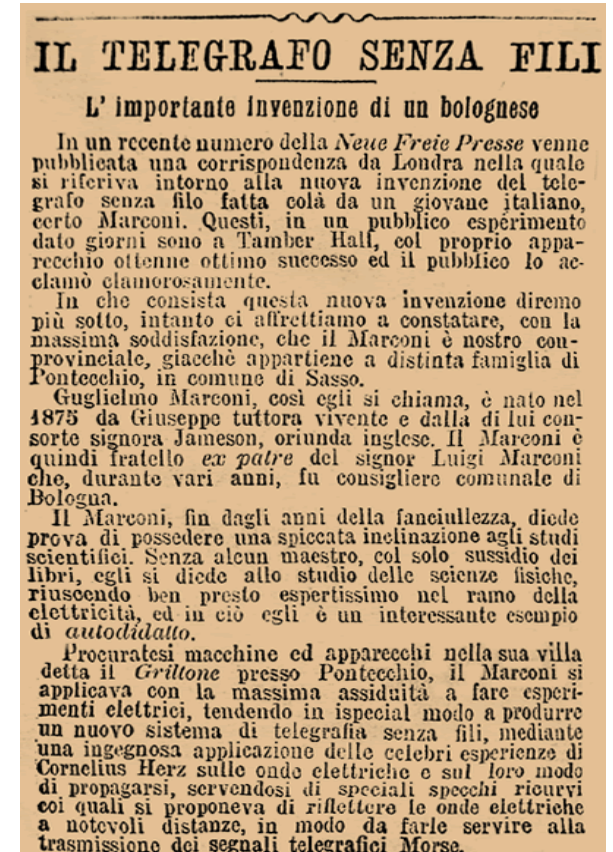 IL TELEGRAFO SENZA FILI
L' importante invenzione di un bolognese
In un recente numero della Neue Freie Presse venne
pubblicata una corrispondenza da Londra nella quale
si riferiva intorno alla nuova invenzione del tele-
grafo senza filo fatta colà da un giovane italiano,
certo Marconi. Questi, in un pubblico esperimento
dato giorni sono a Tamber Hall, col proprio appa-
recchio ottenne ottimo successo ed il pubblico lo ac-
clamò clamorosamente.
In che consista questa nuova invenzione diremo
più sotto, intanto ci affrettiamo a constatare, con la
massima soddisfazione, che il Marconi è nostro con-
provinciale, giacchè appartiene a distinta famiglia di
Pontecchio, in comune di Sasso.
Guglielmo Marconi, così egli si chiama, è nato nel
1875 da Giuseppe tuttora vivente e dalla di lui con-
sorte signora Jameson, oriunda inglese. Il Marconi è
quindi fratello ex patre del signor Luigi Marconi
che, durante vari anni, fu consigliere comunale di
Bologna.
Il Marconi, fin dagli anni della fanciullezza, diede
prova di possedere una spiccata inclinazione agli studi
scientifici. Senza alcun maestro, col solo sussidio dei
libri, egli si diede allo studio delle scienze fisiche,
riuscendo ben presto espertissimo nel ramo della
elettricità, ed in ciò egli è un interessante esempio
di autodidatto.
Procuratesi macchine ed apparecchi nella sua villa
detta il Griltone presso Pontecchio, il Marconi si
applicava con la massima assiduità a fare esperi-
menti elettrici, tendendo in ispecial modo a produrre
un nuovo sistema di telegrafia senza fili, mediante
una ingegnosa applicazione delle celebri esperienze di
Cornelius Herz sulle onde elettriche e sul loro modo
di propagarsi, servendosi di speciali specchi ricurvi
coi quali si proponeva di riflettere le onde elettriche
a notevoli distanze, in modo da farle servire alla
trasmissione dei segnali telegrafici Morse.